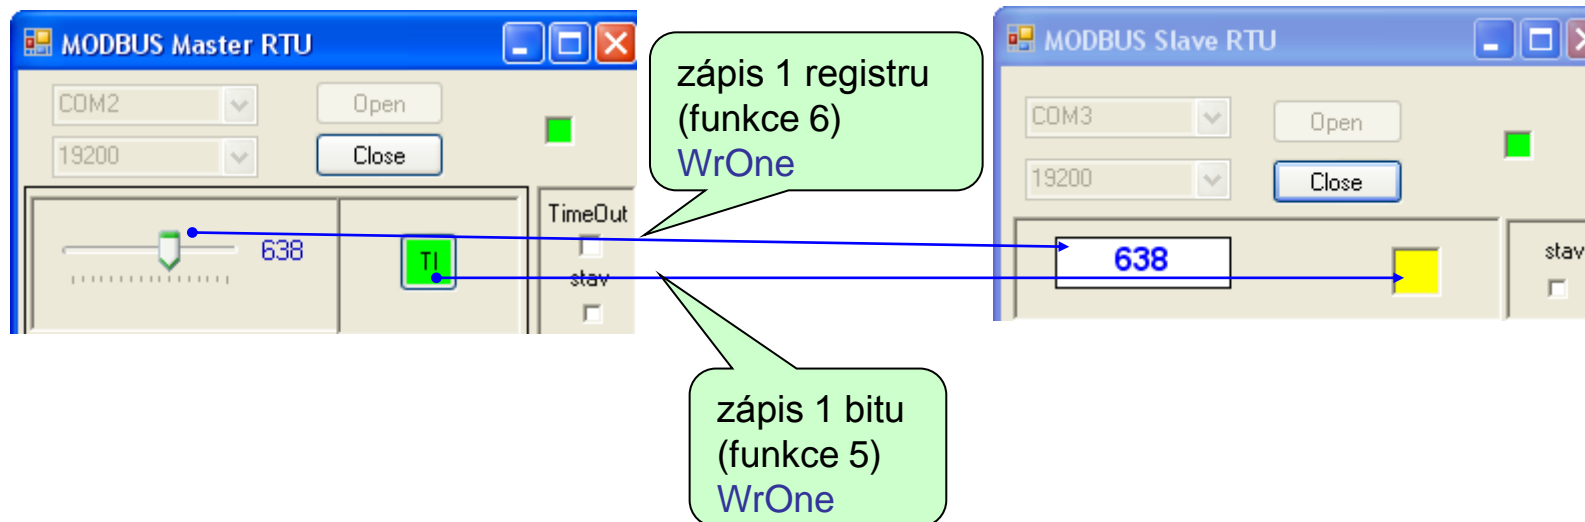 MODBUS Master RTU
COM2
Open
19200
Close
638
TI
TimeOut
stav
zápis 1 registru
(funkce 6)
WrOne
zápis 1 bitu
(funkce 5)
WrOne
MODBUS Slave RTU
COM3
Open
19200
Close
638
stav